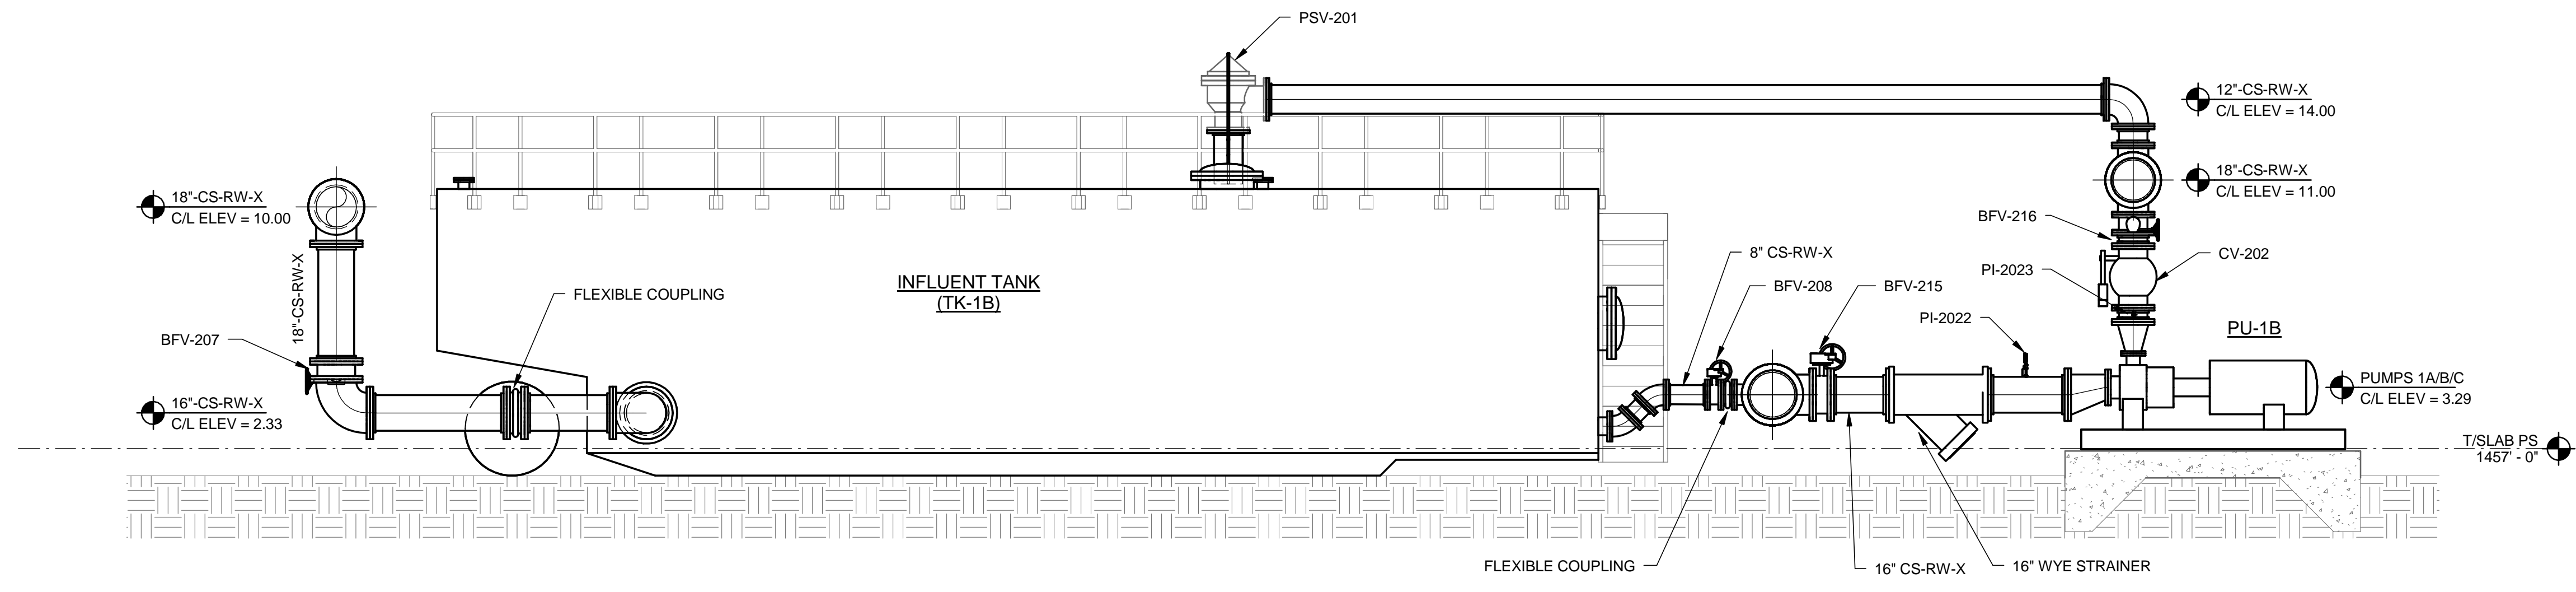 PSV-201
12"-CS-RW-X
C/L ELEV = 14.00
18"-CS-RW-X
C/L ELEV = 10.00
18"-CS-RW-X
C/L ELEV = 11.00
BFV-216
8" CS-RW-X
CV-202
PI-2023
INFLUENT TANK
(TK-1B)
FLEXIBLE COUPLING
BFV-208
BFV-215
18"-CS-RW-X
PI-2022
PU-1B
BFV-207
PUMPS 1A/B/C
C/L ELEV = 3.29
16"-CS-RW-X
C/L ELEV = 2.33
T/SLAB PS
1457' - 0"
FLEXIBLE COUPLING
16" CS-RW-X
16" WYE STRAINER